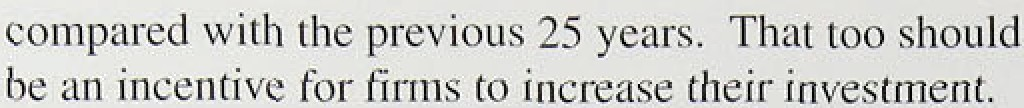 compared with the previous 25 years. That too should
be an incentive for firms to increase their investment.